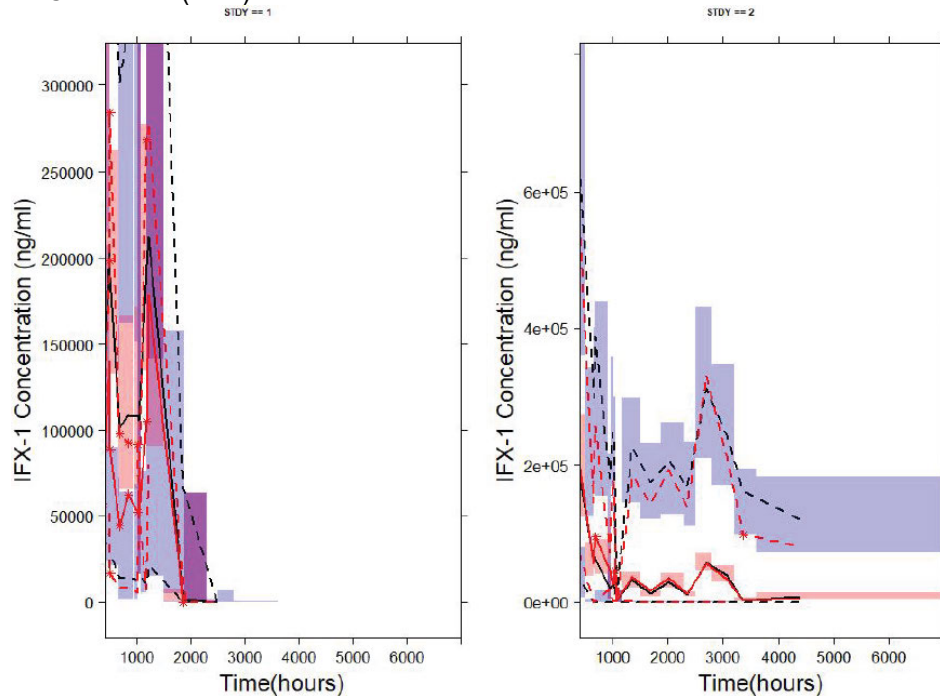 STDY == 1
STDY == 2
300000
250000
200000
150000
100000
50000
0
IFX-1 Concentration (ng/ml)
1000 2000 3000 4000 5000 6000
Time(hours)
6e+05
4e+05
2e+05
0e+00
IFX-1 Concentration (ng/ml)
1000 2000 3000 4000 5000 6000
Time(hours)